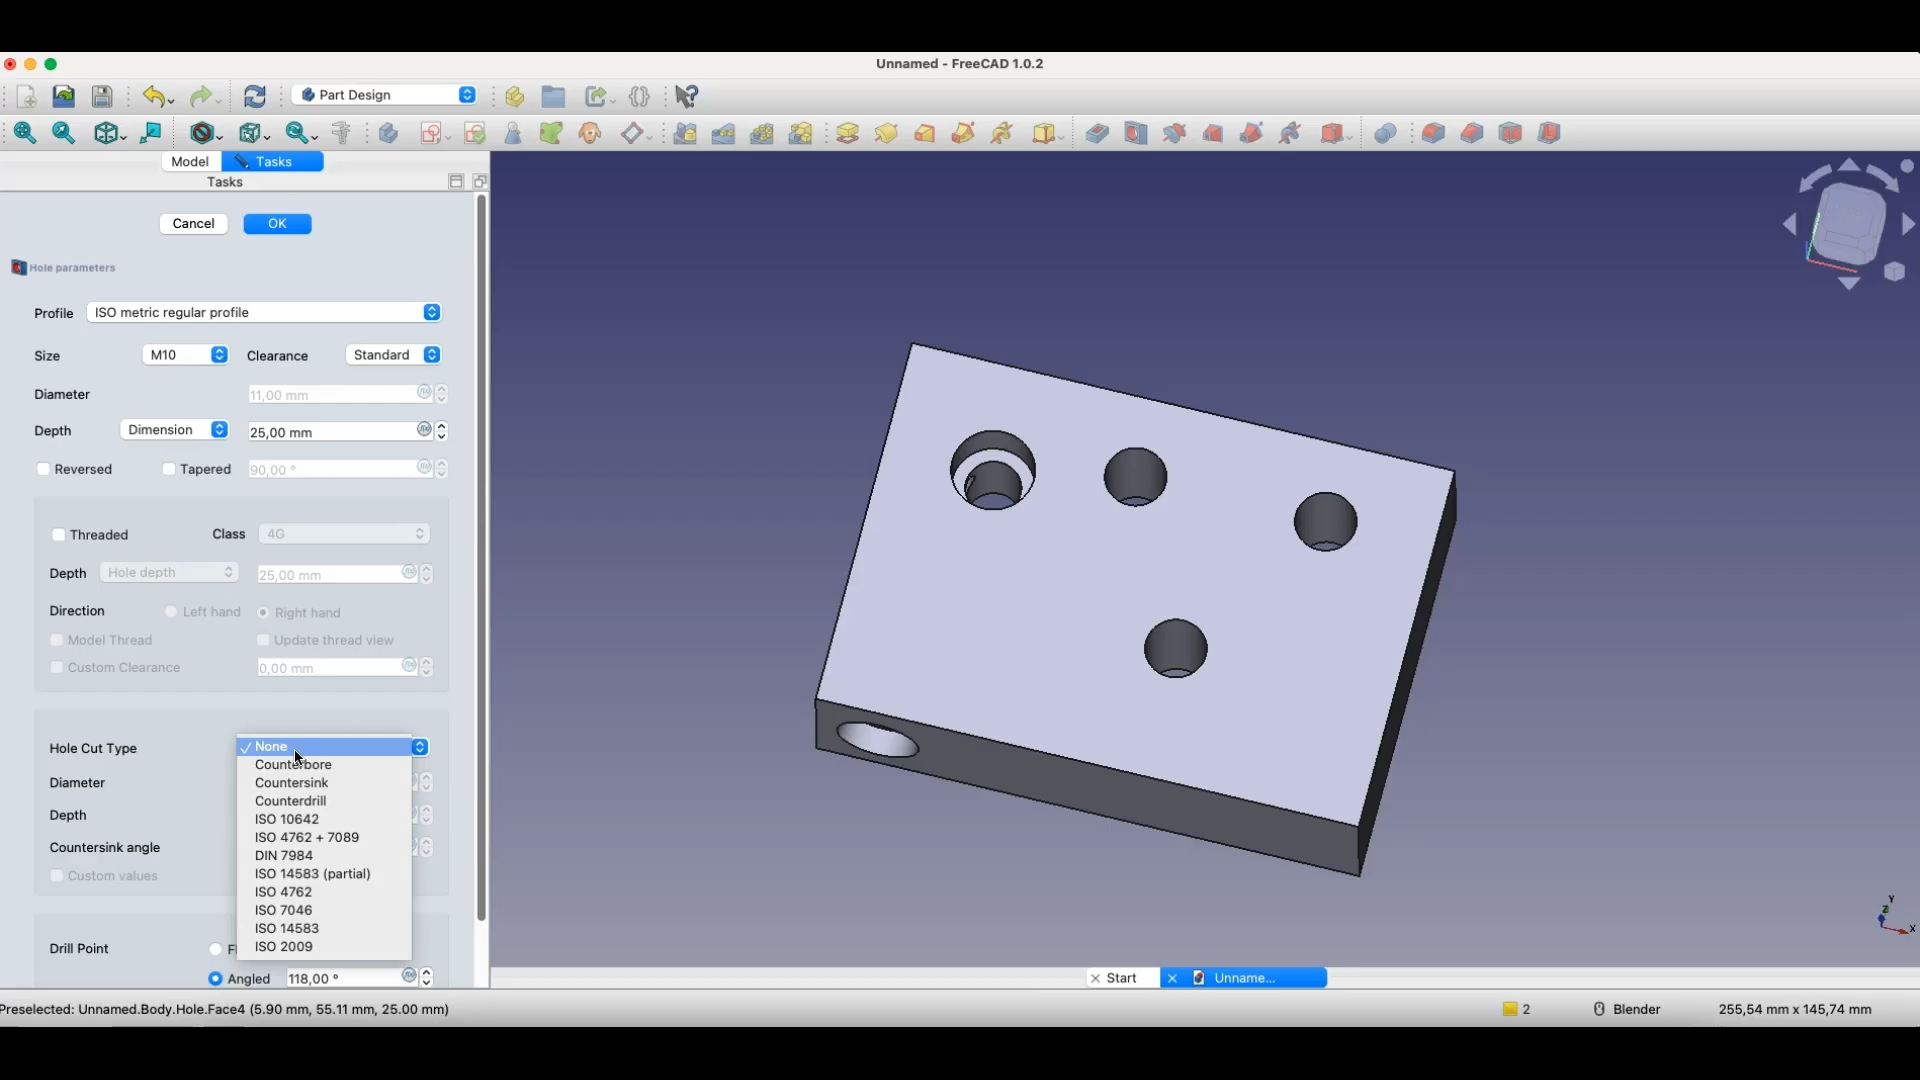 Unnamed - FreeCAD 1.0.2
Part Design
Model Tasks
Tasks
Cancel OK
Hole parameters
Profile ISO metric regular profile
Size M10 Clearance Standard
Diameter 11,00 mm
Depth Dimension 25,00 mm
Reversed Tapered 90,00 °
Threaded Class 4G
Depth Hole depth 25,00 mm
Direction Left hand Right hand
Model Thread Update thread view
Custom Clearance 0,00 mm
Hole Cut Type None
Counterbore
Diameter Countersink
Counterdrill
Depth ISO 10642
ISO 4762 + 7089
Countersink angle DIN 7984
Custom values ISO 14583 (partial)
ISO 4762
ISO 7046
ISO 14583
Drill Point ISO 2009
Angled 118,00 °
Start Unname...
Preselected: Unnamed.Body.Hole.Face4 (5.90 mm, 55.11 mm, 25.00 mm) 2 Blender 255,54 mm x 145,74 mm
Y
Z
X